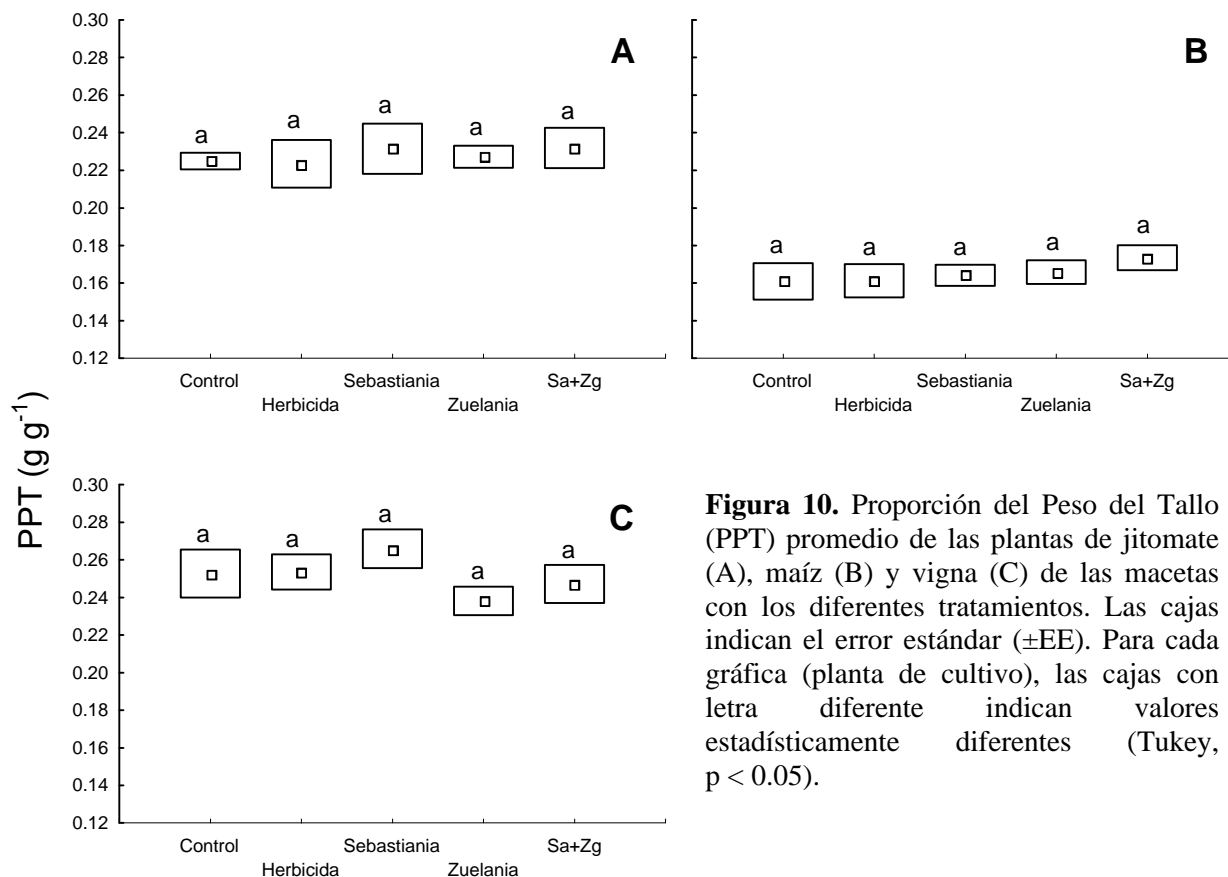 0.30
0.28
0.26
0.24
0.22
0.20
0.18
0.16
0.14
0.12
A
a
a
a
a
a
Control
Herbicida
Sebastiania
Zuelania
Sa+Zg
B
a
a
a
a
a
Control
Herbicida
Sebastiania
Zuelania
Sa+Zg
PPT (g g⁻¹)
0.30
0.28
0.26
0.24
0.22
0.20
0.18
0.16
0.14
0.12
C
a
a
a
a
a
Control
Herbicida
Sebastiania
Zuelania
Sa+Zg
Figura 10. Proporción del Peso del Tallo
(PPT) promedio de las plantas de jitomate
(A), maíz (B) y vigna (C) de las macetas
con los diferentes tratamientos. Las cajas
indican el error estándar (±EE). Para cada
gráfica (planta de cultivo), las cajas con
letra diferente indican valores
estadísticamente diferentes (Tukey,
p < 0.05).